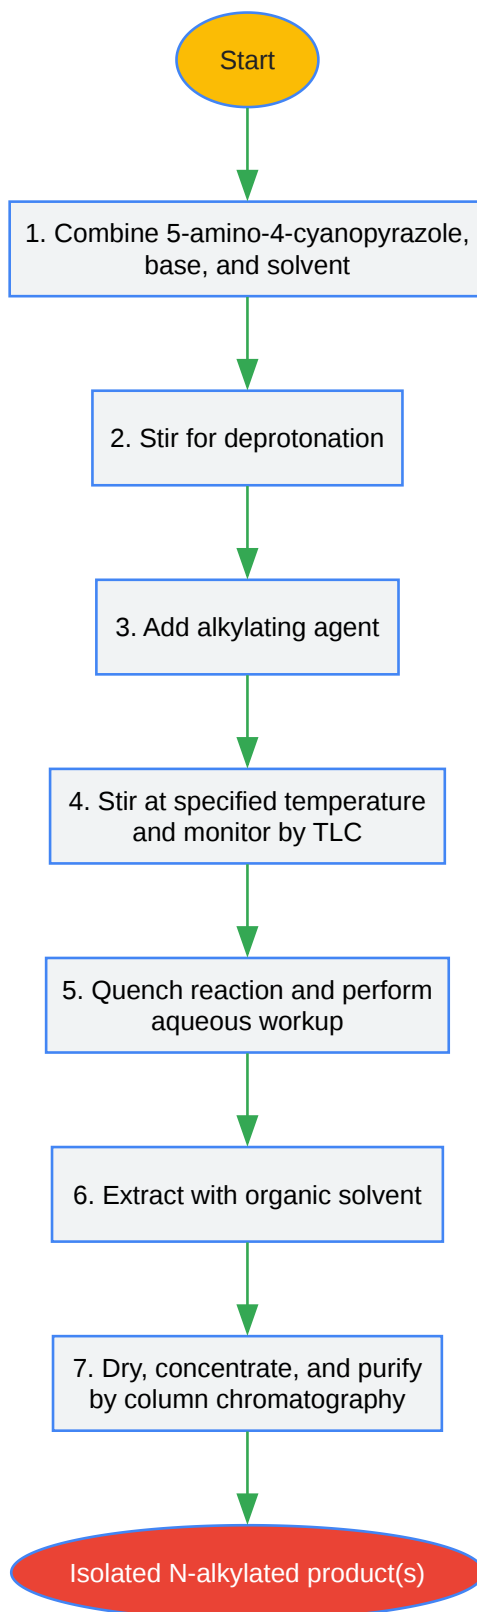 Start
1. Combine 5-amino-4-cyanopyrazole,
base, and solvent
2. Stir for deprotonation
3. Add alkylating agent
4. Stir at specified temperature
and monitor by TLC
5. Quench reaction and perform
aqueous workup
6. Extract with organic solvent
7. Dry, concentrate, and purify
by column chromatography
Isolated N-alkylated product(s)